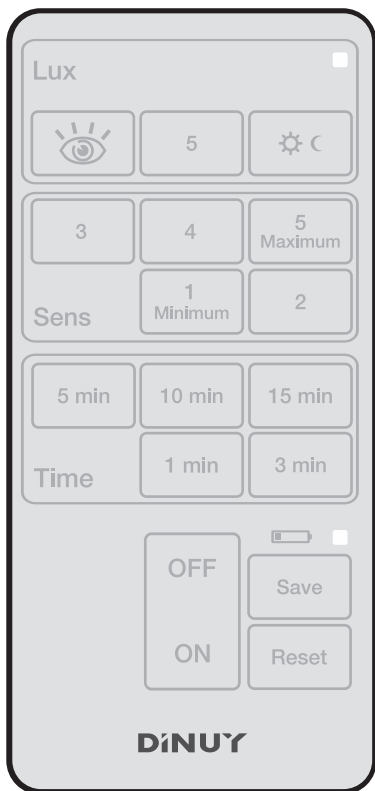 Lux
5
3
4
5
Maximum
Sens
1
Minimum
2
5 min
10 min
15 min
Time
1 min
3 min
OFF
ON
Save
Reset
DiNUY